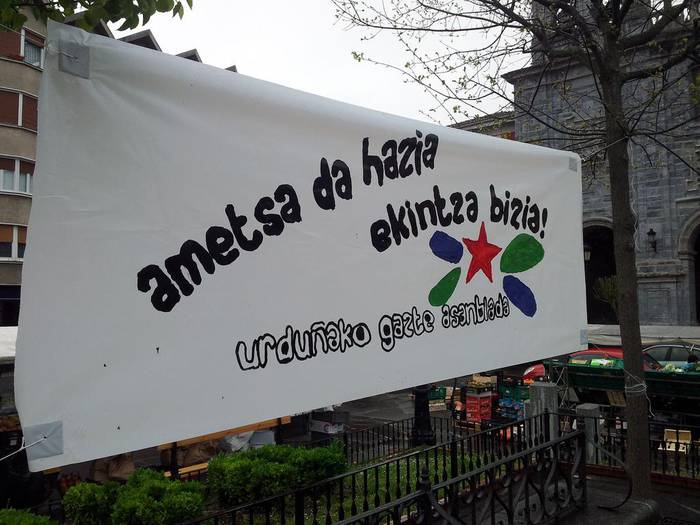 ametsa da hazia
ekintza bizia!
urduñako gazte asanblada